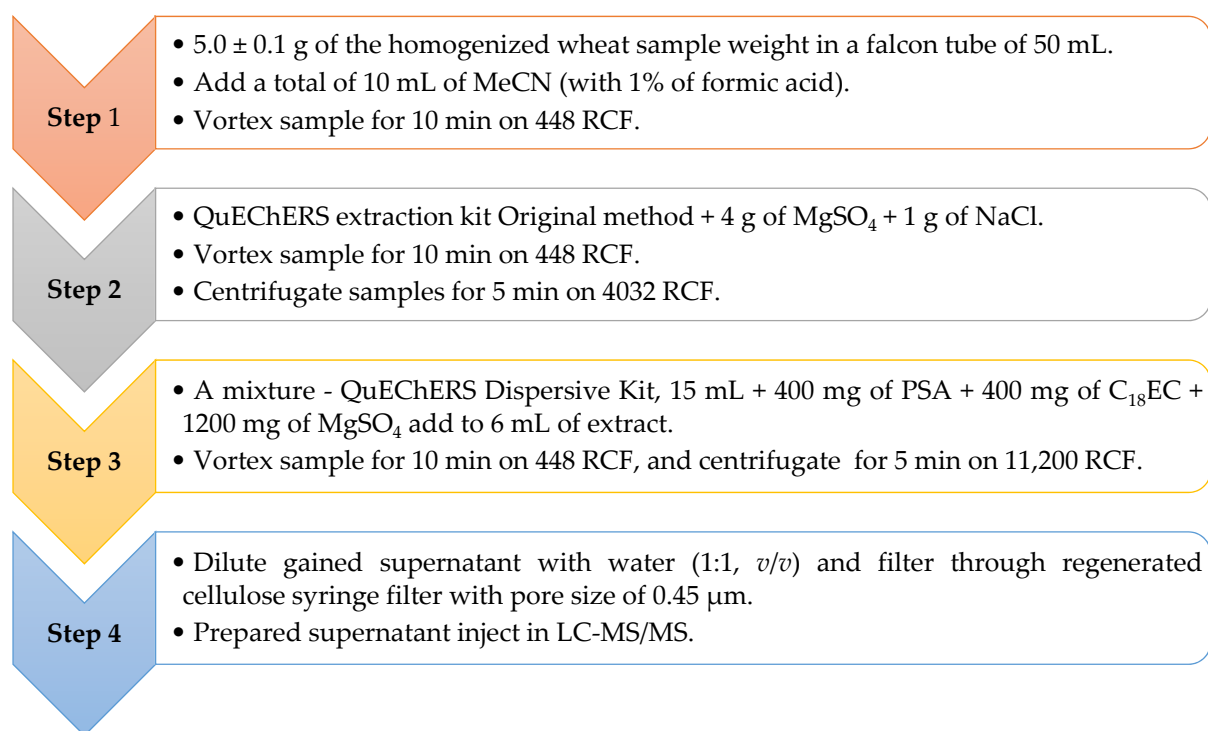 Step 1
• 5.0 ± 0.1 g of the homogenized wheat sample weight in a falcon tube of 50 mL.
• Add a total of 10 mL of MeCN (with 1% of formic acid).
• Vortex sample for 10 min on 448 RCF.
Step 2
• QuEChERS extraction kit Original method + 4 g of MgSO₄ + 1 g of NaCl.
• Vortex sample for 10 min on 448 RCF.
• Centrifugate samples for 5 min on 4032 RCF.
Step 3
• A mixture - QuEChERS Dispersive Kit, 15 mL + 400 mg of PSA + 400 mg of C₁₈EC +
1200 mg of MgSO₄ add to 6 mL of extract.
• Vortex sample for 10 min on 448 RCF, and centrifugate for 5 min on 11,200 RCF.
Step 4
• Dilute gained supernatant with water (1:1, v/v) and filter through regenerated
cellulose syringe filter with pore size of 0.45 µm.
• Prepared supernatant inject in LC-MS/MS.